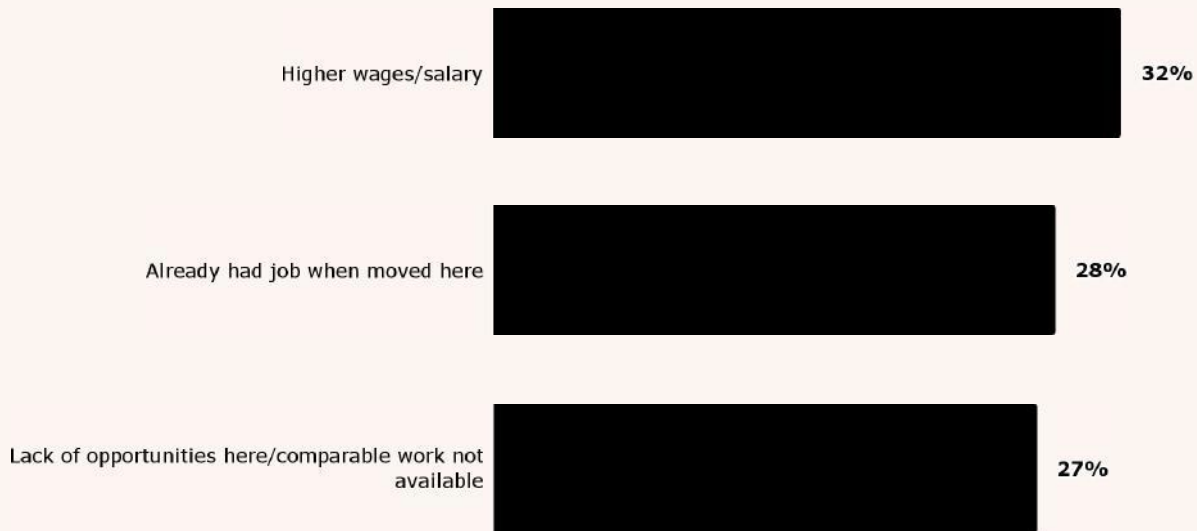 Higher wages/salary
32%
Already had job when moved here
28%
Lack of opportunities here/comparable work not
available
27%